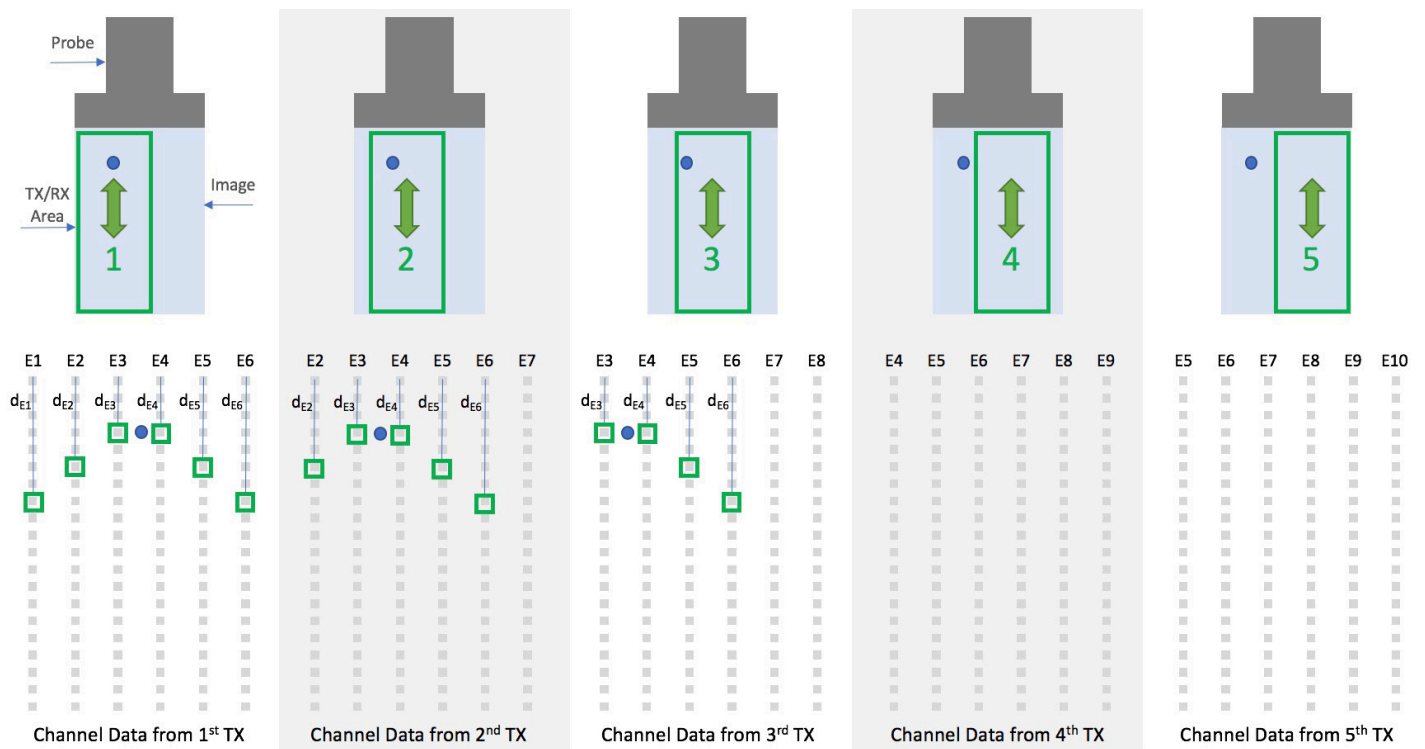 Probe
TX/RX
Area
Image
1
2
3
4
5
E1 E2 E3 E4 E5 E6
dE1 dE2 dE3 dE4 dE5 dE6
E2 E3 E4 E5 E6 E7
dE2 dE3 dE4 dE5 dE6
E3 E4 E5 E6 E7 E8
dE3 dE4 dE5 dE6
E4 E5 E6 E7 E8 E9
E5 E6 E7 E8 E9 E10
Channel Data from 1st TX
Channel Data from 2nd TX
Channel Data from 3rd TX
Channel Data from 4th TX
Channel Data from 5th TX